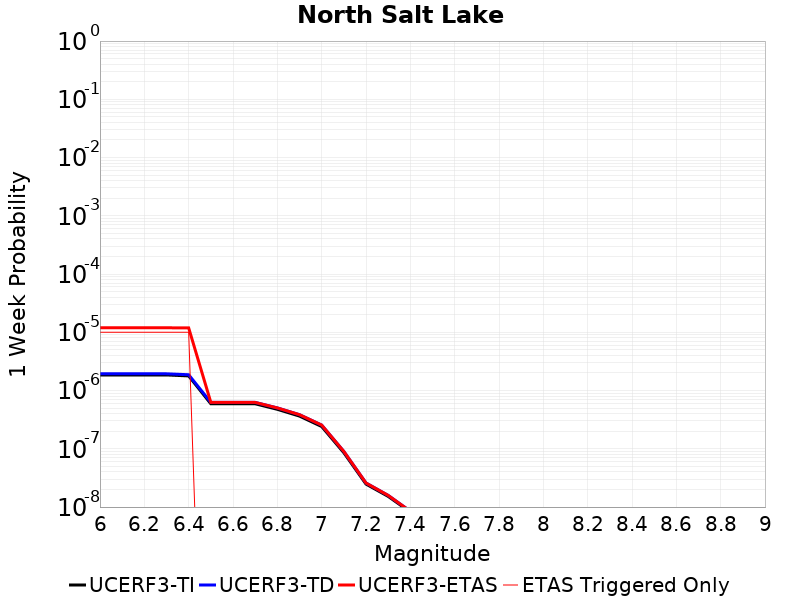 North Salt Lake
1 Week Probability
10^0
10^-1
10^-2
10^-3
10^-4
10^-5
10^-6
10^-7
10^-8
6 6.2 6.4 6.6 6.8 7 7.2 7.4 7.6 7.8 8 8.2 8.4 8.6 8.8 9
Magnitude
UCERF3-TI UCERF3-TD UCERF3-ETAS ETAS Triggered Only